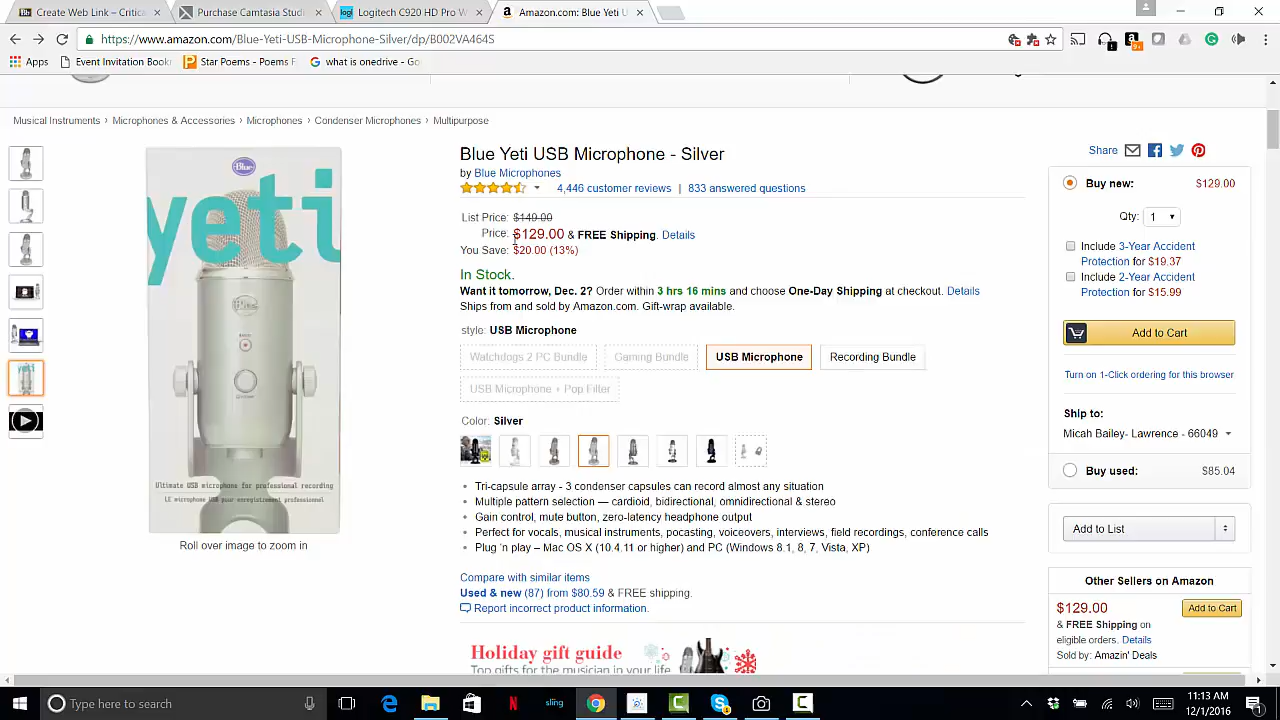 Create Web Link – Critica
Purchase Camtasia Studi
Logitech C920 HD Pro W
Amazon.com: Blue Yeti U
https://www.amazon.com/Blue-Yeti-USB-Microphone-Silver/dp/B002VA464S
Apps
Event Invitation Book
Star Poems - Poems F
what is onedrive - Go
Musical Instruments › Microphones & Accessories › Microphones › Condenser Microphones › Multipurpose
Blue Yeti USB Microphone - Silver
by Blue Microphones
4,446 customer reviews | 833 answered questions
List Price: $149.00
Price: $129.00 & FREE Shipping. Details
You Save: $20.00 (13%)
In Stock.
Want it tomorrow, Dec. 2? Order within 3 hrs 16 mins and choose One-Day Shipping at checkout. Details
Ships from and sold by Amazon.com. Gift-wrap available.
style: USB Microphone
Watchdogs 2 PC Bundle
Gaming Bundle
USB Microphone
Recording Bundle
USB Microphone + Pop Filter
Color: Silver
• Tri-capsule array - 3 condenser capsules can record almost any situation
• Multiple pattern selection — cardioid, bidirectional, omnidirectional & stereo
• Gain control, mute button, zero-latency headphone output
• Perfect for vocals, musical instruments, pocasting, voiceovers, interviews, field recordings, conference calls
• Plug 'n play – Mac OS X (10.4.11 or higher) and PC (Windows 8.1, 8, 7, Vista, XP)
Compare with similar items
Used & new (87) from $80.59 & FREE shipping.
Report incorrect product information.
Holiday gift guide
Top gifts for the musician in your life
Blue
yeti
Blue
Ultimate USB microphone for professional recording
LE microphone USB pour enregistrement professionnel
Roll over image to zoom in
Share
Buy new: $129.00
Qty: 1
Include 3-Year Accident
Protection for $19.37
Include 2-Year Accident
Protection for $15.99
Add to Cart
Turn on 1-Click ordering for this browser
Ship to:
Micah Bailey- Lawrence - 66049
Buy used: $85.04
Add to List
Other Sellers on Amazon
$129.00 Add to Cart
& FREE Shipping on
eligible orders. Details
Sold by: Amazin' Deals
Type here to search
sling
11:13 AM
12/1/2016